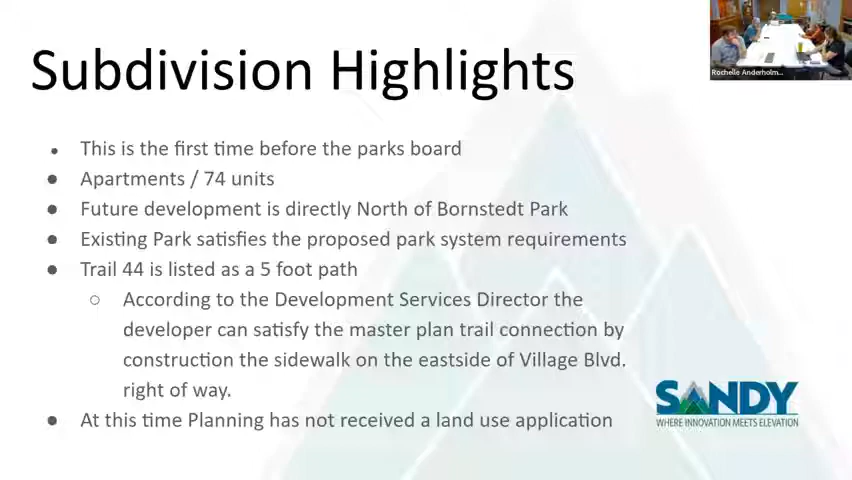 Subdivision Highlights
Rochelle Anderholm...
• This is the first time before the parks board
● Apartments / 74 units
● Future development is directly North of Bornstedt Park
● Existing Park satisfies the proposed park system requirements
● Trail 44 is listed as a 5 foot path
○ According to the Development Services Director the
developer can satisfy the master plan trail connection by
construction the sidewalk on the eastside of Village Blvd.
right of way.
● At this time Planning has not received a land use application
SANDY
WHERE INNOVATION MEETS ELEVATION